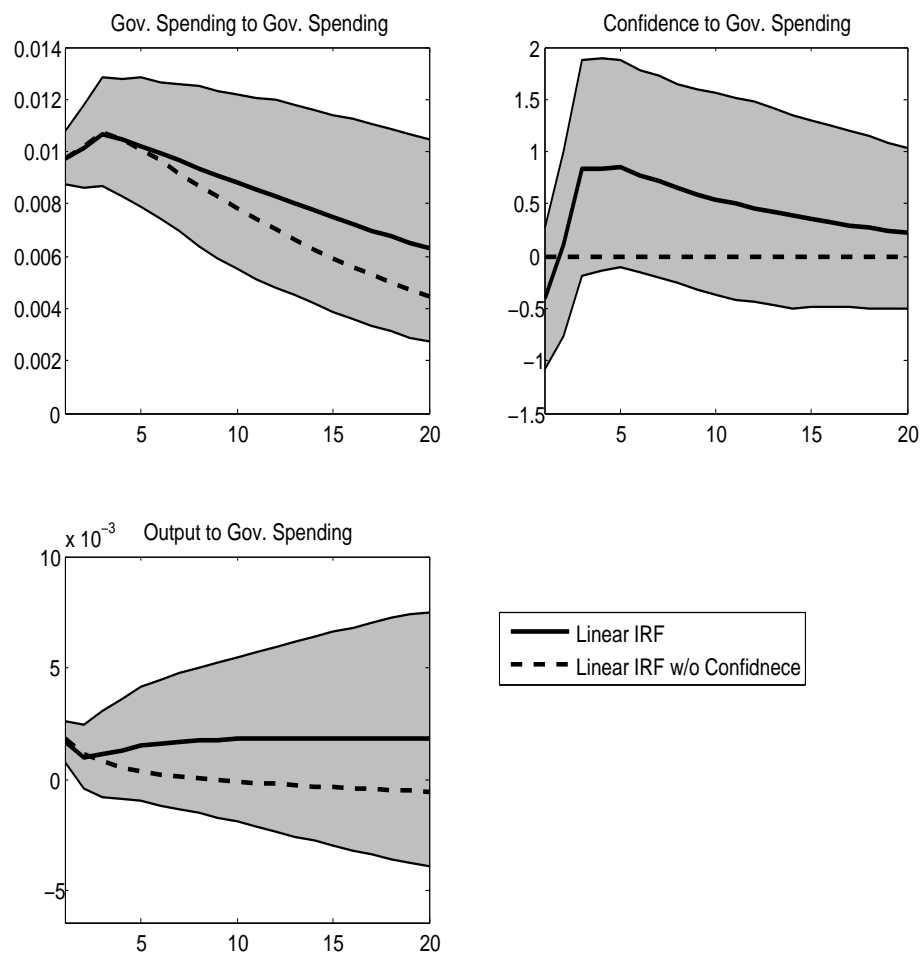 Gov. Spending to Gov. Spending
0.014
0.012
0.01
0.008
0.006
0.004
0.002
0
5 10 15 20
Confidence to Gov. Spending
2
1.5
1
0.5
0
−0.5
−1
−1.5
5 10 15 20
x 10⁻³ Output to Gov. Spending
10
5
0
−5
5 10 15 20
Linear IRF
Linear IRF w/o Confidnece